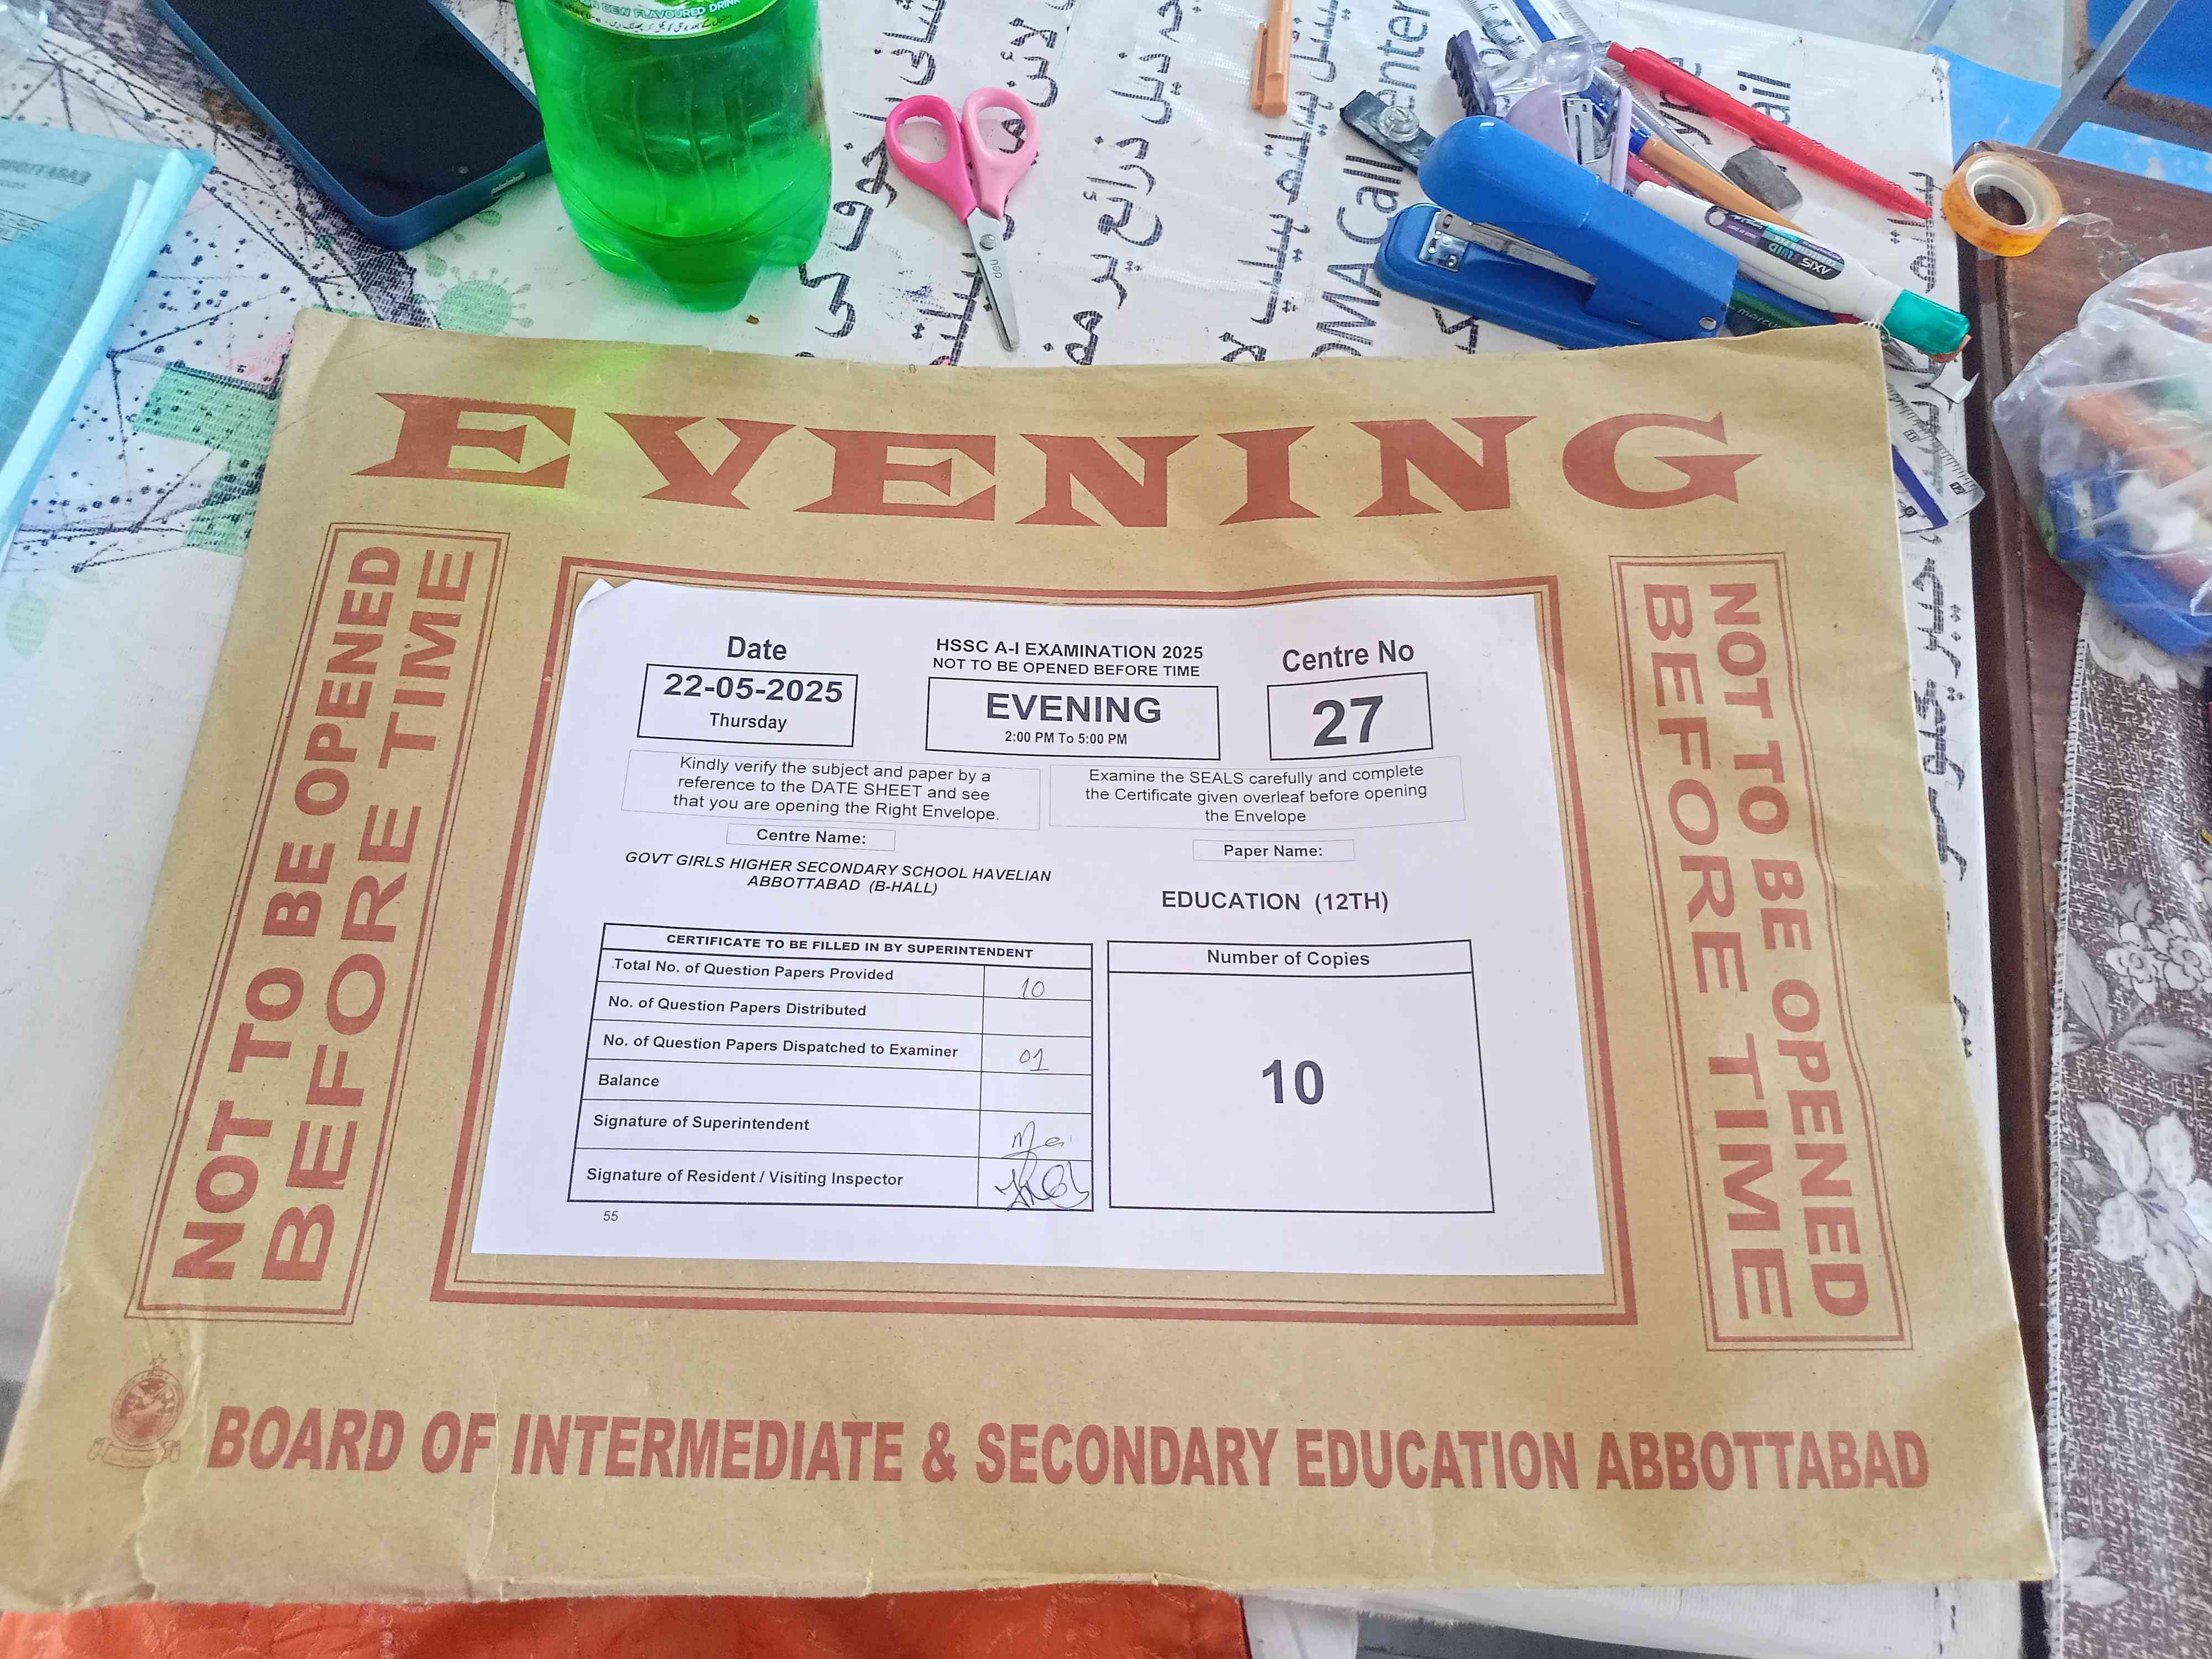 DEW FLAVOURED DRINK
DMA Call Center
AXIS
EVENING
NOT TO BE OPENED
BEFORE TIME
Date
22-05-2025
Thursday
HSSC A-I EXAMINATION 2025
NOT TO BE OPENED BEFORE TIME
EVENING
2:00 PM To 5:00 PM
Centre No
27
Kindly verify the subject and paper by a
reference to the DATE SHEET and see
that you are opening the Right Envelope.
Examine the SEALS carefully and complete
the Certificate given overleaf before opening
the Envelope
Centre Name:
GOVT GIRLS HIGHER SECONDARY SCHOOL HAVELIAN
ABBOTTABAD (B-HALL)
Paper Name:
EDUCATION (12TH)
CERTIFICATE TO BE FILLED IN BY SUPERINTENDENT
Total No. of Question Papers Provided 10
No. of Question Papers Distributed
No. of Question Papers Dispatched to Examiner 01
Balance
Signature of Superintendent
Signature of Resident / Visiting Inspector
55
Number of Copies
10
NOT TO BE OPENED
BEFORE TIME
BOARD OF INTERMEDIATE & SECONDARY EDUCATION ABBOTTABAD